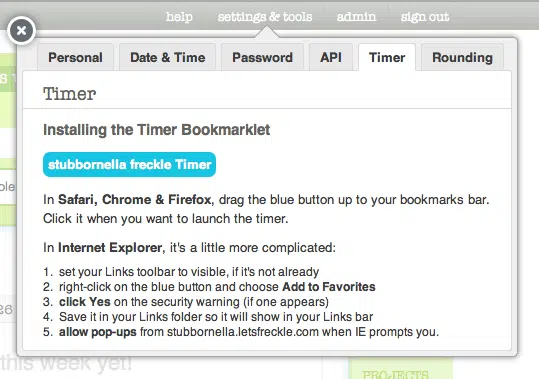 help settings & tools admin sign out
Personal Date & Time Password API Timer Rounding
Timer
Installing the Timer Bookmarklet
stubbornella freckle Timer
In Safari, Chrome & Firefox, drag the blue button up to your bookmarks bar.
Click it when you want to launch the timer.
In Internet Explorer, it's a little more complicated:
1. set your Links toolbar to visible, if it's not already
2. right-click on the blue button and choose Add to Favorites
3. click Yes on the security warning (if one appears)
4. Save it in your Links folder so it will show in your Links bar
5. allow pop-ups from stubbornella.letsfreckle.com when IE prompts you.
this week yet!
PROJECTS